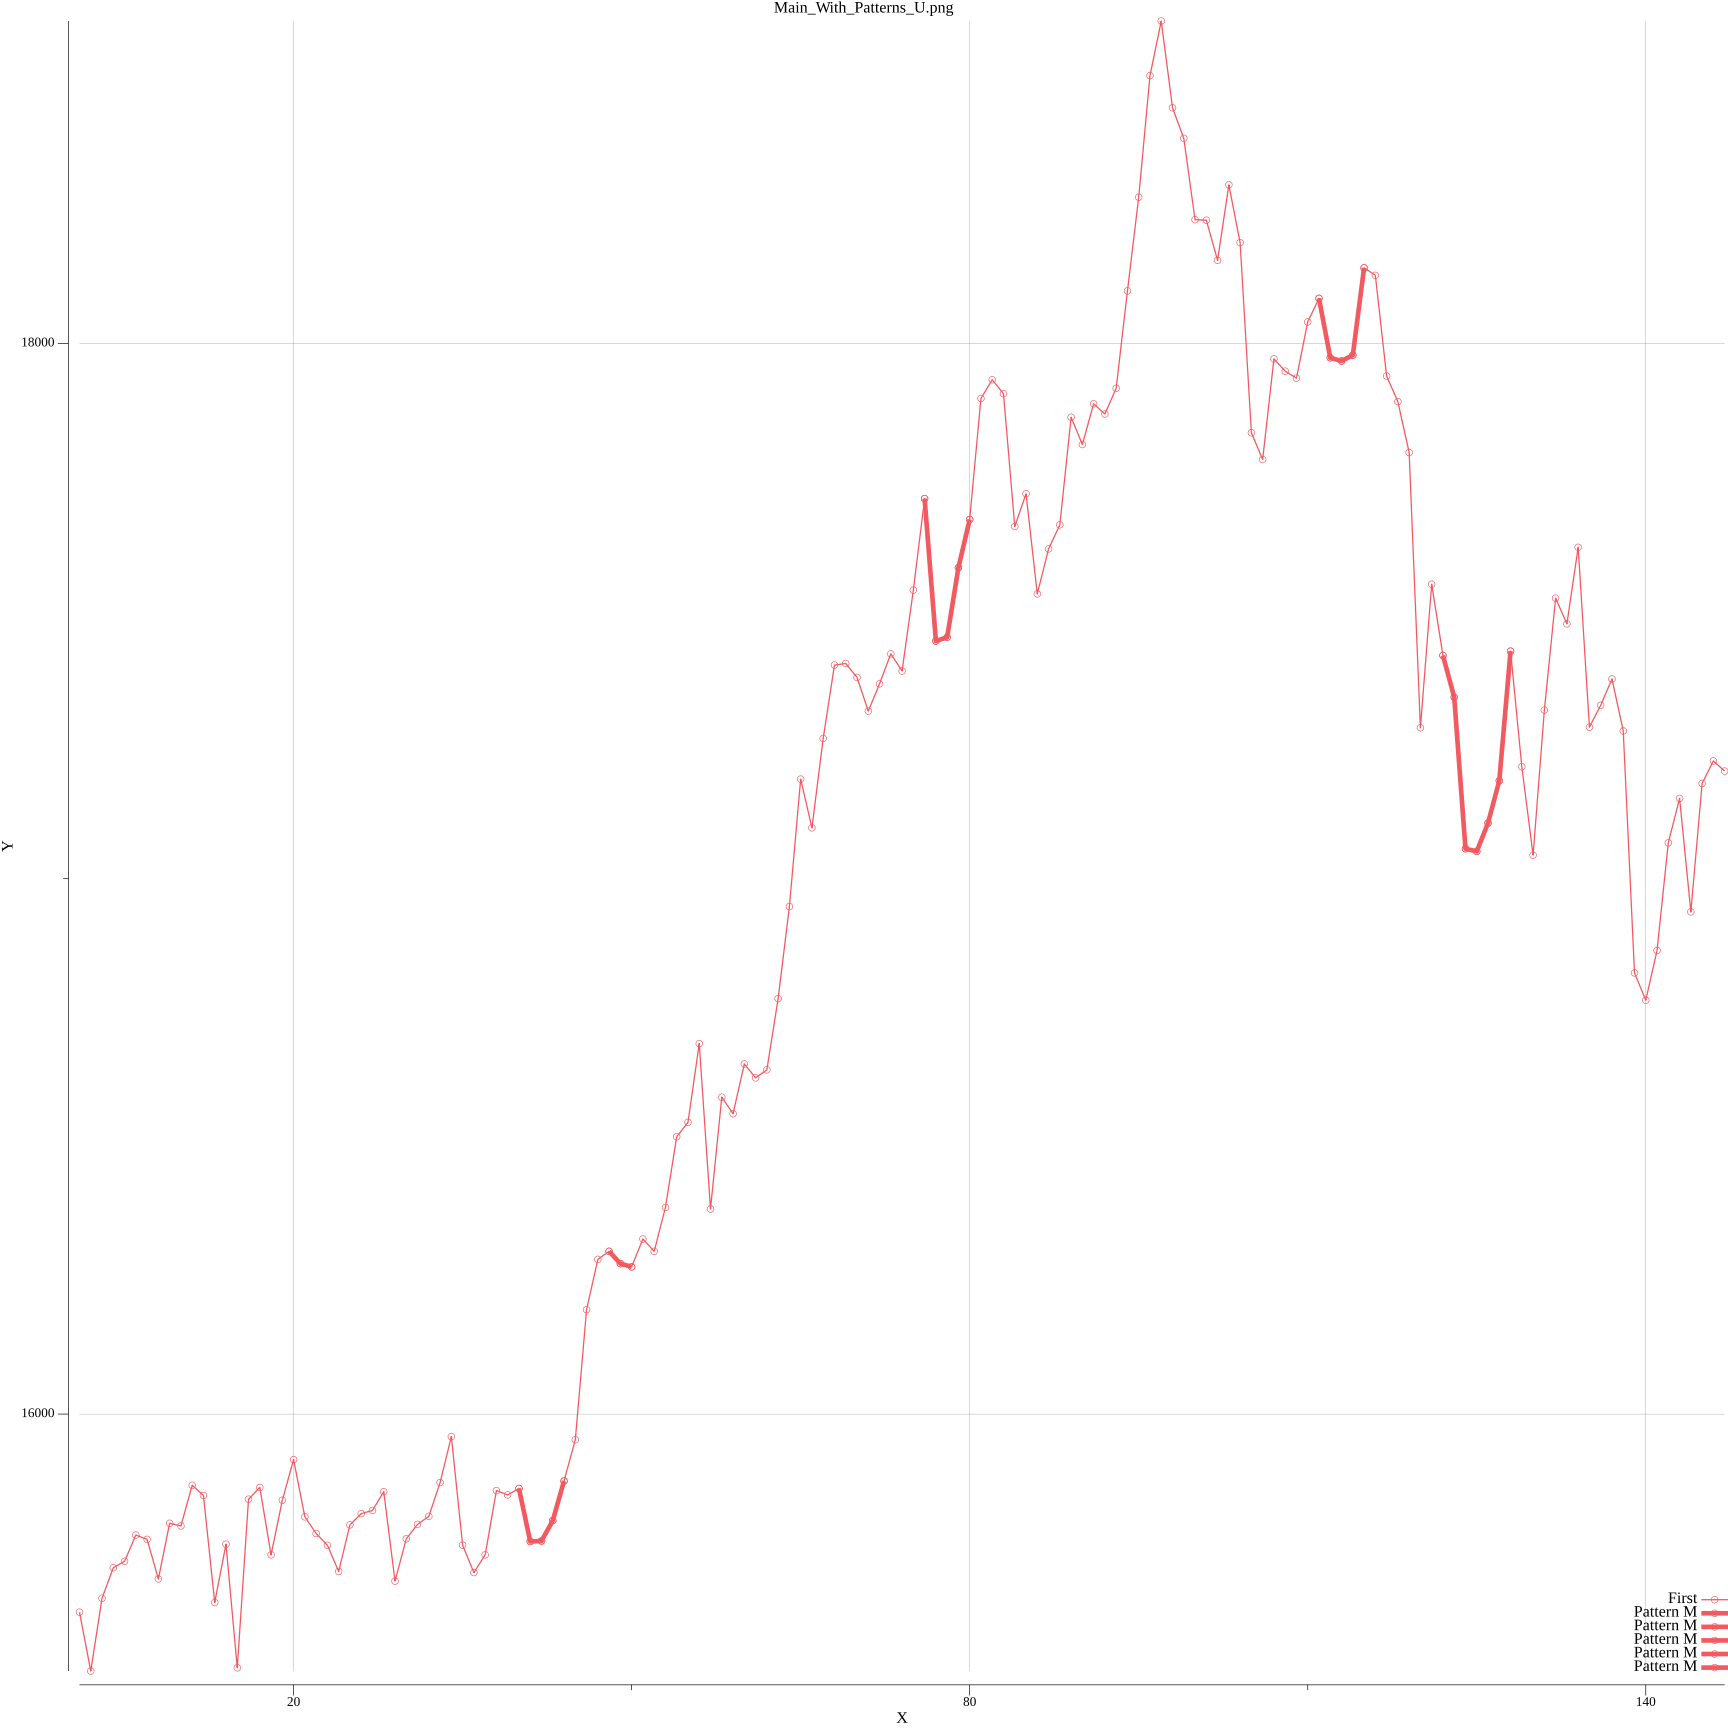 Main_With_Patterns_U.png
18000
Y
16000
First
Pattern M
Pattern M
Pattern M
Pattern M
Pattern M
20
80
140
X